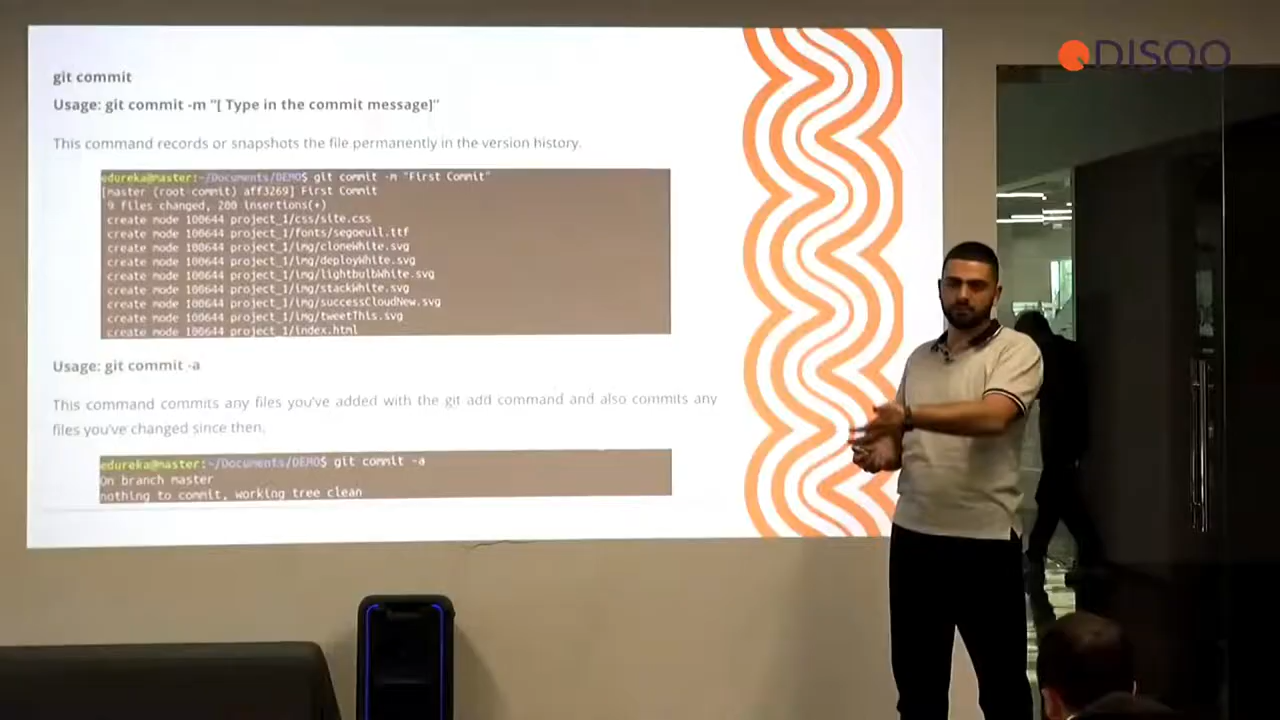 DISQO
git commit
Usage: git commit -m "[ Type in the commit message]"
This command records or snapshots the file permanently in the version history.
edureka@master:~/Documents/DEMO$ git commit -m "First Commit"
[master (root-commit) aff3269] First Commit
9 files changed, 200 insertions(+)
create mode 100644 project_1/css/site.css
create mode 100644 project_1/fonts/segoeuil.ttf
create mode 100644 project_1/img/cloneWhite.svg
create mode 100644 project_1/img/deployWhite.svg
create mode 100644 project_1/img/lightbulbWhite.svg
create mode 100644 project_1/img/stackWhite.svg
create mode 100644 project_1/img/successCloudNew.svg
create mode 100644 project_1/img/tweetThis.svg
create mode 100644 project_1/index.html
Usage: git commit -a
This command commits any files you've added with the git add command and also commits any
files you've changed since then.
edureka@master:~/Documents/DEMO$ git commit -a
On branch master
nothing to commit, working tree clean